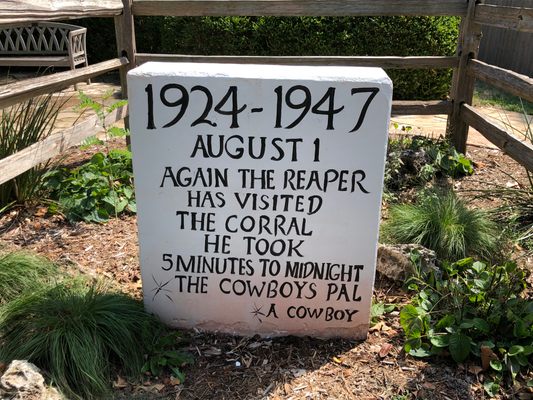 1924-1947
AUGUST 1
AGAIN THE REAPER
HAS VISITED
THE CORRAL
HE TOOK
5 MINUTES TO MIDNIGHT
THE COWBOYS PAL
A COWBOY